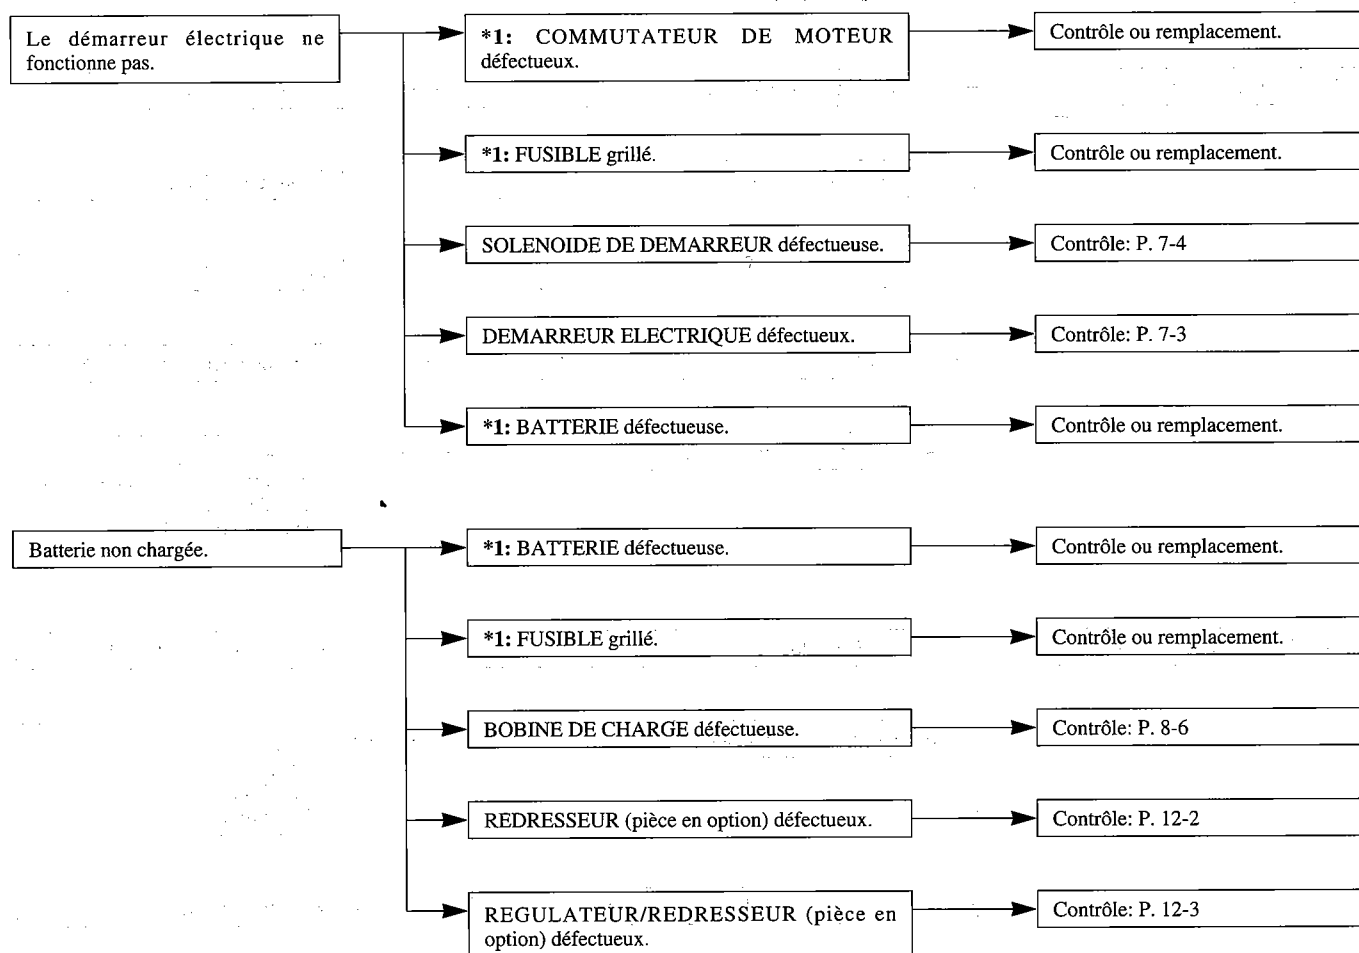 Le démarreur électrique ne
fonctionne pas.
*1: COMMUTATEUR DE MOTEUR
défectueux.
Contrôle ou remplacement.
*1: FUSIBLE grillé.
Contrôle ou remplacement.
SOLENOIDE DE DEMARREUR défectueuse.
Contrôle: P. 7-4
DEMARREUR ELECTRIQUE défectueux.
Contrôle: P. 7-3
*1: BATTERIE défectueuse.
Contrôle ou remplacement.
Batterie non chargée.
*1: BATTERIE défectueuse.
Contrôle ou remplacement.
*1: FUSIBLE grillé.
Contrôle ou remplacement.
BOBINE DE CHARGE défectueuse.
Contrôle: P. 8-6
REDRESSEUR (pièce en option) défectueux.
Contrôle: P. 12-2
REGULATEUR/REDRESSEUR (pièce en
option) défectueux.
Contrôle: P. 12-3